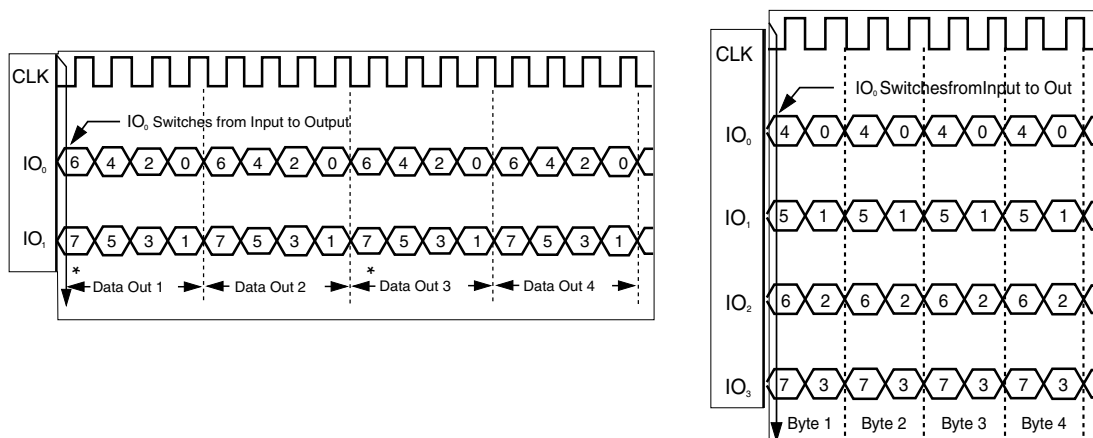 CLK
IO₀ Switches from Input to Output
IO₀ 6 4 2 0 6 4 2 0 6 4 2 0 6 4 2 0
IO₁ 7 5 3 1 7 5 3 1 7 5 3 1 7 5 3 1
* *
Data Out 1 Data Out 2 Data Out 3 Data Out 4
CLK
IO₀ SwitchesfromInput to Out
IO₀ 4 0 4 0 4 0 4 0
IO₁ 5 1 5 1 5 1 5 1
IO₂ 6 2 6 2 6 2 6 2
IO₃ 7 3 7 3 7 3 7 3
Byte 1 Byte 2 Byte 3 Byte 4